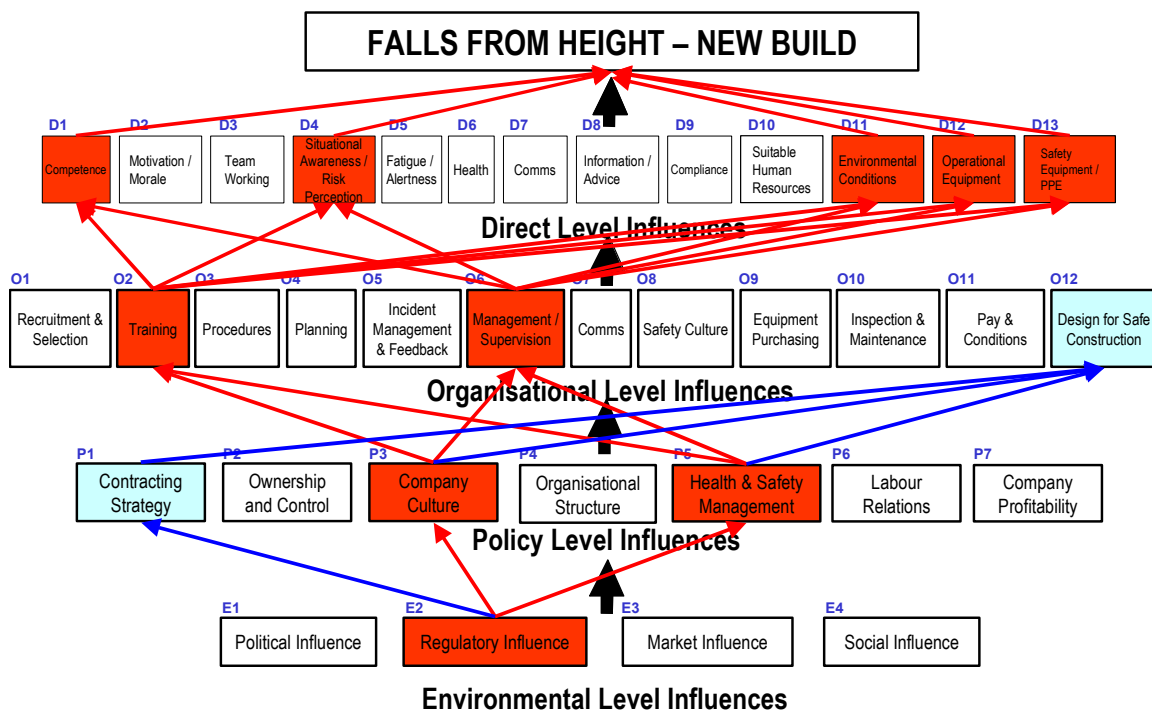 FALLS FROM HEIGHT – NEW BUILD
D1
D2
D3
D4
D5
D6
D7
D8
D9
D10
D11
D12
D13
Competence
Motivation /
Morale
Team
Working
Situational
Awareness /
Risk
Perception
Fatigue /
Alertness
Health
Comms
Information /
Advice
Compliance
Suitable
Human
Resources
Environmental
Conditions
Operational
Equipment
Safety
Equipment /
PPE
Direct Level Influences
O1
O2
O3
O4
O5
O6
O7
O8
O9
O10
O11
O12
Recruitment &
Selection
Training
Procedures
Planning
Incident
Management
& Feedback
Management /
Supervision
Comms
Safety Culture
Equipment
Purchasing
Inspection &
Maintenance
Pay &
Conditions
Design for Safe
Construction
Organisational Level Influences
P1
P2
P3
P4
P5
P6
P7
Contracting
Strategy
Ownership
and Control
Company
Culture
Organisational
Structure
Health & Safety
Management
Labour
Relations
Company
Profitability
Policy Level Influences
E1
E2
E3
E4
Political Influence
Regulatory Influence
Market Influence
Social Influence
Environmental Level Influences